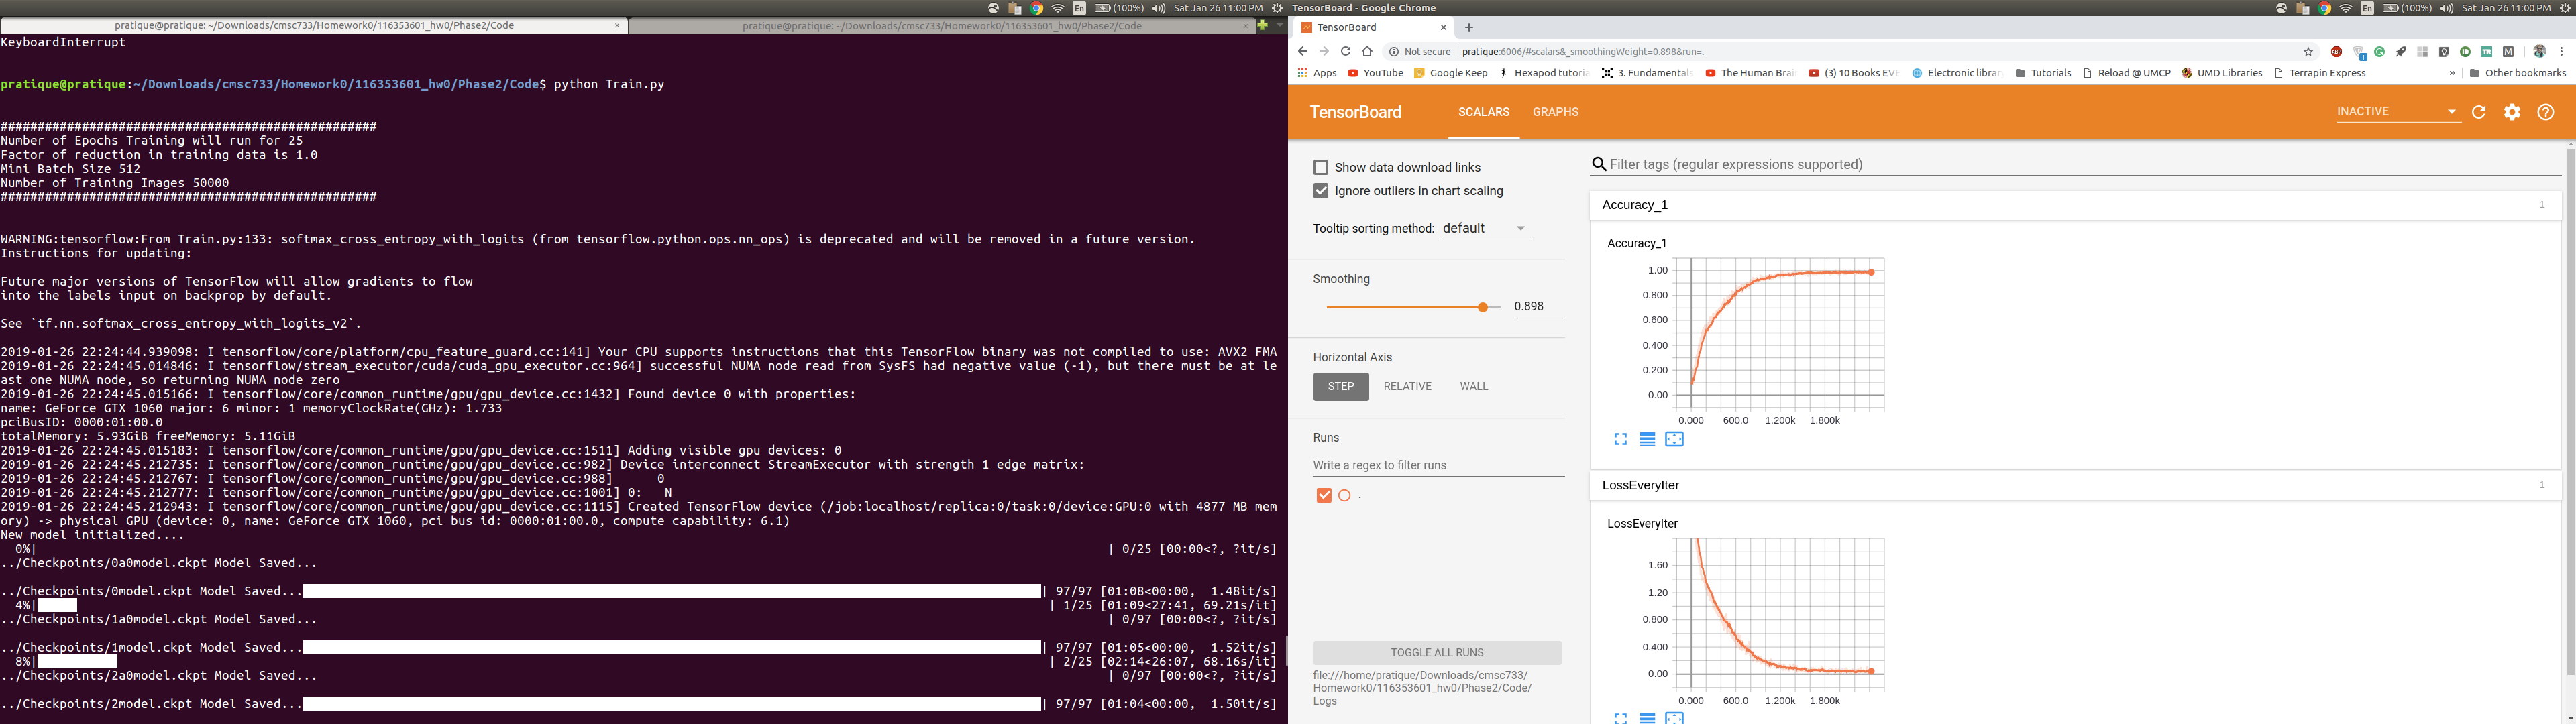 En (100%) Sat Jan 26 11:00 PM
pratique@pratique: ~/Downloads/cmsc733/Homework0/116353601_hw0/Phase2/Code × pratique@pratique: ~/Downloads/cmsc733/Homework0/116353601_hw0/Phase2/Code ×
KeyboardInterrupt
pratique@pratique:~/Downloads/cmsc733/Homework0/116353601_hw0/Phase2/Code$ python Train.py
##################################################
Number of Epochs Training will run for 25
Factor of reduction in training data is 1.0
Mini Batch Size 512
Number of Training Images 50000
##################################################
WARNING:tensorflow:From Train.py:133: softmax_cross_entropy_with_logits (from tensorflow.python.ops.nn_ops) is deprecated and will be removed in a future version.
Instructions for updating:
Future major versions of TensorFlow will allow gradients to flow
into the labels input on backprop by default.
See `tf.nn.softmax_cross_entropy_with_logits_v2`.
2019-01-26 22:24:44.939098: I tensorflow/core/platform/cpu_feature_guard.cc:141] Your CPU supports instructions that this TensorFlow binary was not compiled to use: AVX2 FMA
2019-01-26 22:24:45.014846: I tensorflow/stream_executor/cuda/cuda_gpu_executor.cc:964] successful NUMA node read from SysFS had negative value (-1), but there must be at le
ast one NUMA node, so returning NUMA node zero
2019-01-26 22:24:45.015166: I tensorflow/core/common_runtime/gpu/gpu_device.cc:1432] Found device 0 with properties:
name: GeForce GTX 1060 major: 6 minor: 1 memoryClockRate(GHz): 1.733
pciBusID: 0000:01:00.0
totalMemory: 5.93GiB freeMemory: 5.11GiB
2019-01-26 22:24:45.015183: I tensorflow/core/common_runtime/gpu/gpu_device.cc:1511] Adding visible gpu devices: 0
2019-01-26 22:24:45.212735: I tensorflow/core/common_runtime/gpu/gpu_device.cc:982] Device interconnect StreamExecutor with strength 1 edge matrix:
2019-01-26 22:24:45.212767: I tensorflow/core/common_runtime/gpu/gpu_device.cc:988] 0
2019-01-26 22:24:45.212777: I tensorflow/core/common_runtime/gpu/gpu_device.cc:1001] 0: N
2019-01-26 22:24:45.212943: I tensorflow/core/common_runtime/gpu/gpu_device.cc:1115] Created TensorFlow device (/job:localhost/replica:0/task:0/device:GPU:0 with 4877 MB mem
ory) -> physical GPU (device: 0, name: GeForce GTX 1060, pci bus id: 0000:01:00.0, compute capability: 6.1)
New model initialized....
0%| | 0/25 [00:00<?, ?it/s]
../Checkpoints/0a0model.ckpt Model Saved...
../Checkpoints/0model.ckpt Model Saved... | 97/97 [01:08<00:00, 1.48it/s]
4%| | 1/25 [01:09<27:41, 69.21s/it]
../Checkpoints/1a0model.ckpt Model Saved... | 0/97 [00:00<?, ?it/s]
../Checkpoints/1model.ckpt Model Saved... | 97/97 [01:05<00:00, 1.52it/s]
8%| | 2/25 [02:14<26:07, 68.16s/it]
../Checkpoints/2a0model.ckpt Model Saved... | 0/97 [00:00<?, ?it/s]
../Checkpoints/2model.ckpt Model Saved... | 97/97 [01:04<00:00, 1.50it/s]
TensorBoard - Google Chrome En (100%) Sat Jan 26 11:00 PM
TensorBoard ×
Not secure | pratique:6006/#scalars&_smoothingWeight=0.898&run=.
Apps YouTube Google Keep Hexapod tutoria 3. Fundamentals The Human Brai (3) 10 Books EVE Electronic librar Tutorials Reload @ UMCP UMD Libraries Terrapin Express » Other bookmarks
TensorBoard SCALARS GRAPHS INACTIVE
Show data download links
Ignore outliers in chart scaling
Tooltip sorting method: default
Smoothing
0.898
Horizontal Axis
STEP RELATIVE WALL
Runs
Write a regex to filter runs
.
TOGGLE ALL RUNS
file:///home/pratique/Downloads/cmsc733/
Homework0/116353601_hw0/Phase2/Code/
Logs
Filter tags (regular expressions supported)
Accuracy_1 1
Accuracy_1
1.00
0.800
0.600
0.400
0.200
0.00
0.000 600.0 1.200k 1.800k
LossEveryIter 1
LossEveryIter
1.60
1.20
0.800
0.400
0.00
0.000 600.0 1.200k 1.800k